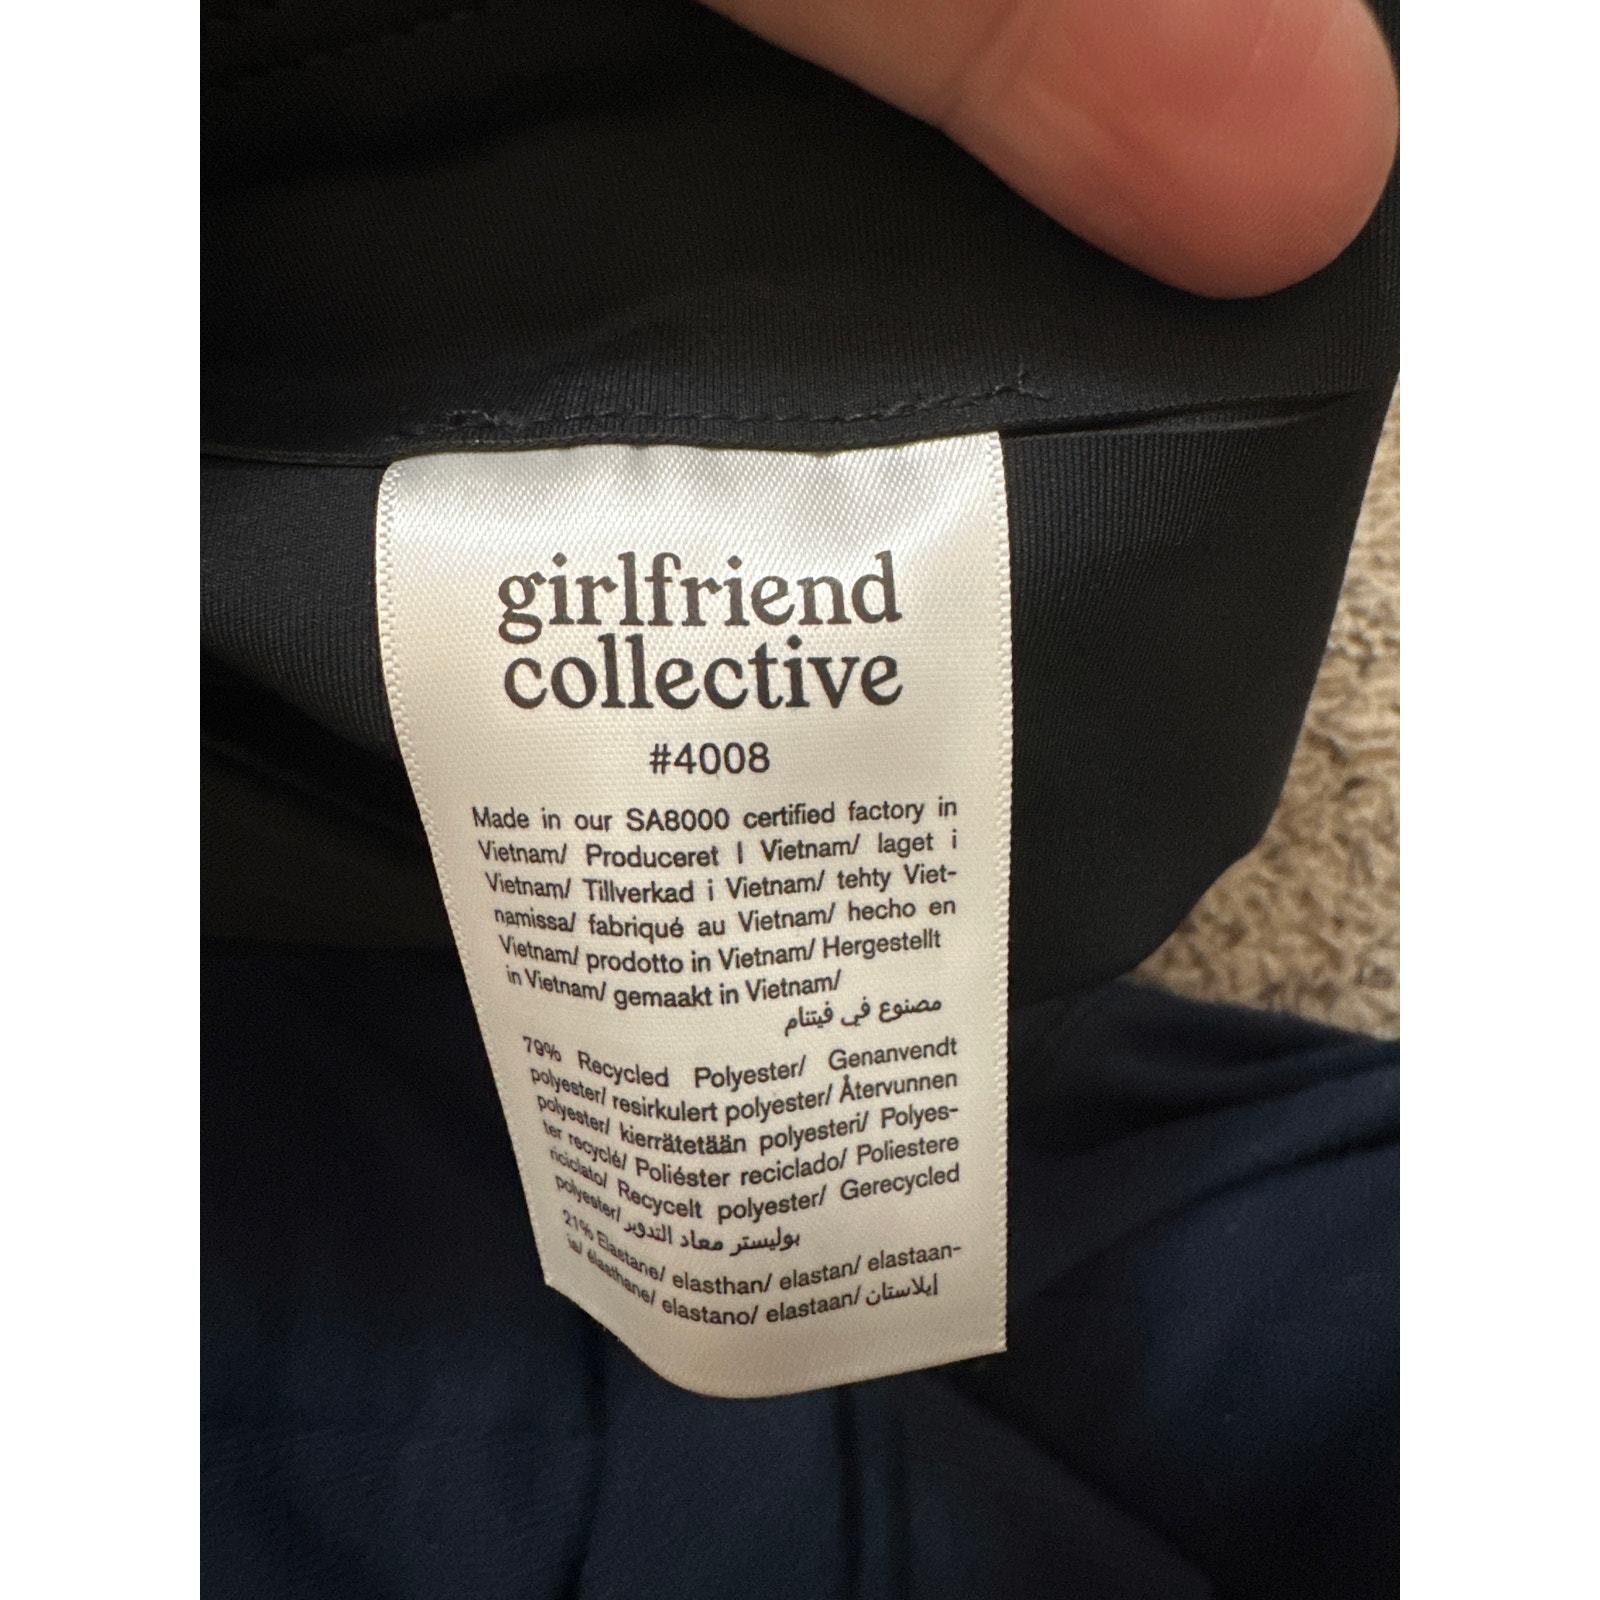 girlfriend
collective
#4008
Made in our SA8000 certified factory in
Vietnam/ Produceret I Vietnam/ laget i
Vietnam/ Tillverkad i Vietnam/ tehty Viet-
namissa/ fabriqué au Vietnam/ hecho en
Vietnam/ prodotto in Vietnam/ Hergestellt
in Vietnam/ gemaakt in Vietnam/
مصنوع في فيتنام
79% Recycled Polyester/ Genanvendt
polyester/ resirkulert polyester/ Återvunnen
polyester/ kierrätetään polyesteri/ Polyes-
ter recyclé/ Poliéster reciclado/ Poliestere
riciclato/ Recycelt polyester/ Gerecycled
polyester/ بوليستر معاد التدوير
21% Elastane/ elasthan/ elastan/ elastaan-
ia/ élasthane/ elastano/ elastaan/ إيلاستان